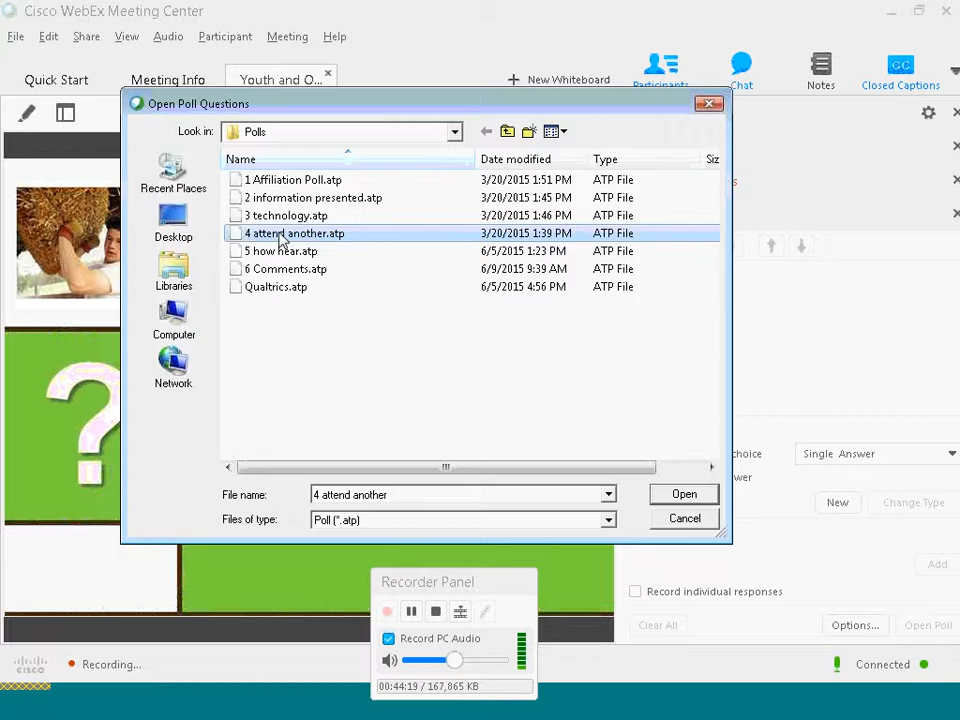 Cisco WebEx Meeting Center
File Edit Share View Audio Participant Meeting Help
Quick Start Meeting Info Youth and O... New Whiteboard Participants Chat Notes Closed Captions
CC
Open Poll Questions
Look in: Polls
Name Date modified Type Siz
Recent Places
Desktop
Libraries
Computer
Network
1 Affiliation Poll.atp 3/20/2015 1:51 PM ATP File
2 information presented.atp 3/20/2015 1:45 PM ATP File
3 technology.atp 3/20/2015 1:46 PM ATP File
4 attend another.atp 3/20/2015 1:39 PM ATP File
5 how hear.atp 6/5/2015 1:23 PM ATP File
6 Comments.atp 6/9/2015 9:39 AM ATP File
Qualtrics.atp 6/5/2015 4:56 PM ATP File
File name: 4 attend another Open
Files of type: Poll (*.atp) Cancel
?
hoice Single Answer
wer
New Change Type
Add
Record individual responses
Clear All Options... Open Poll
Recorder Panel
Record PC Audio
00:44:19 / 167,865 KB
cisco Recording... Connected